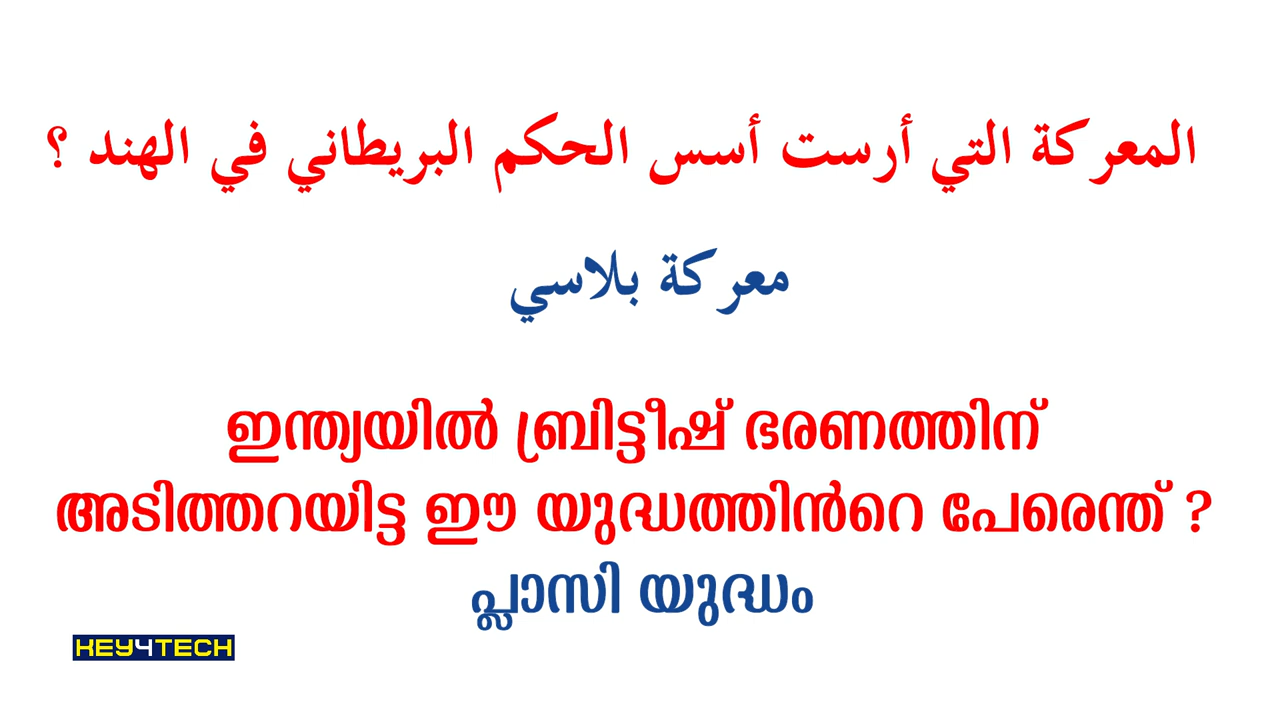 المعركة التي أرست أسس الحكم البريطاني في الهند ؟
معركة بلاسي
ഇന്ത്യയിൽ ബ്രിട്ടീഷ് ഭരണത്തിന്
അടിത്തറയിട്ട ഈ യുദ്ധത്തിൻറെ പേരെന്ത് ?
പ്ലാസി യുദ്ധം
KEY4TECH